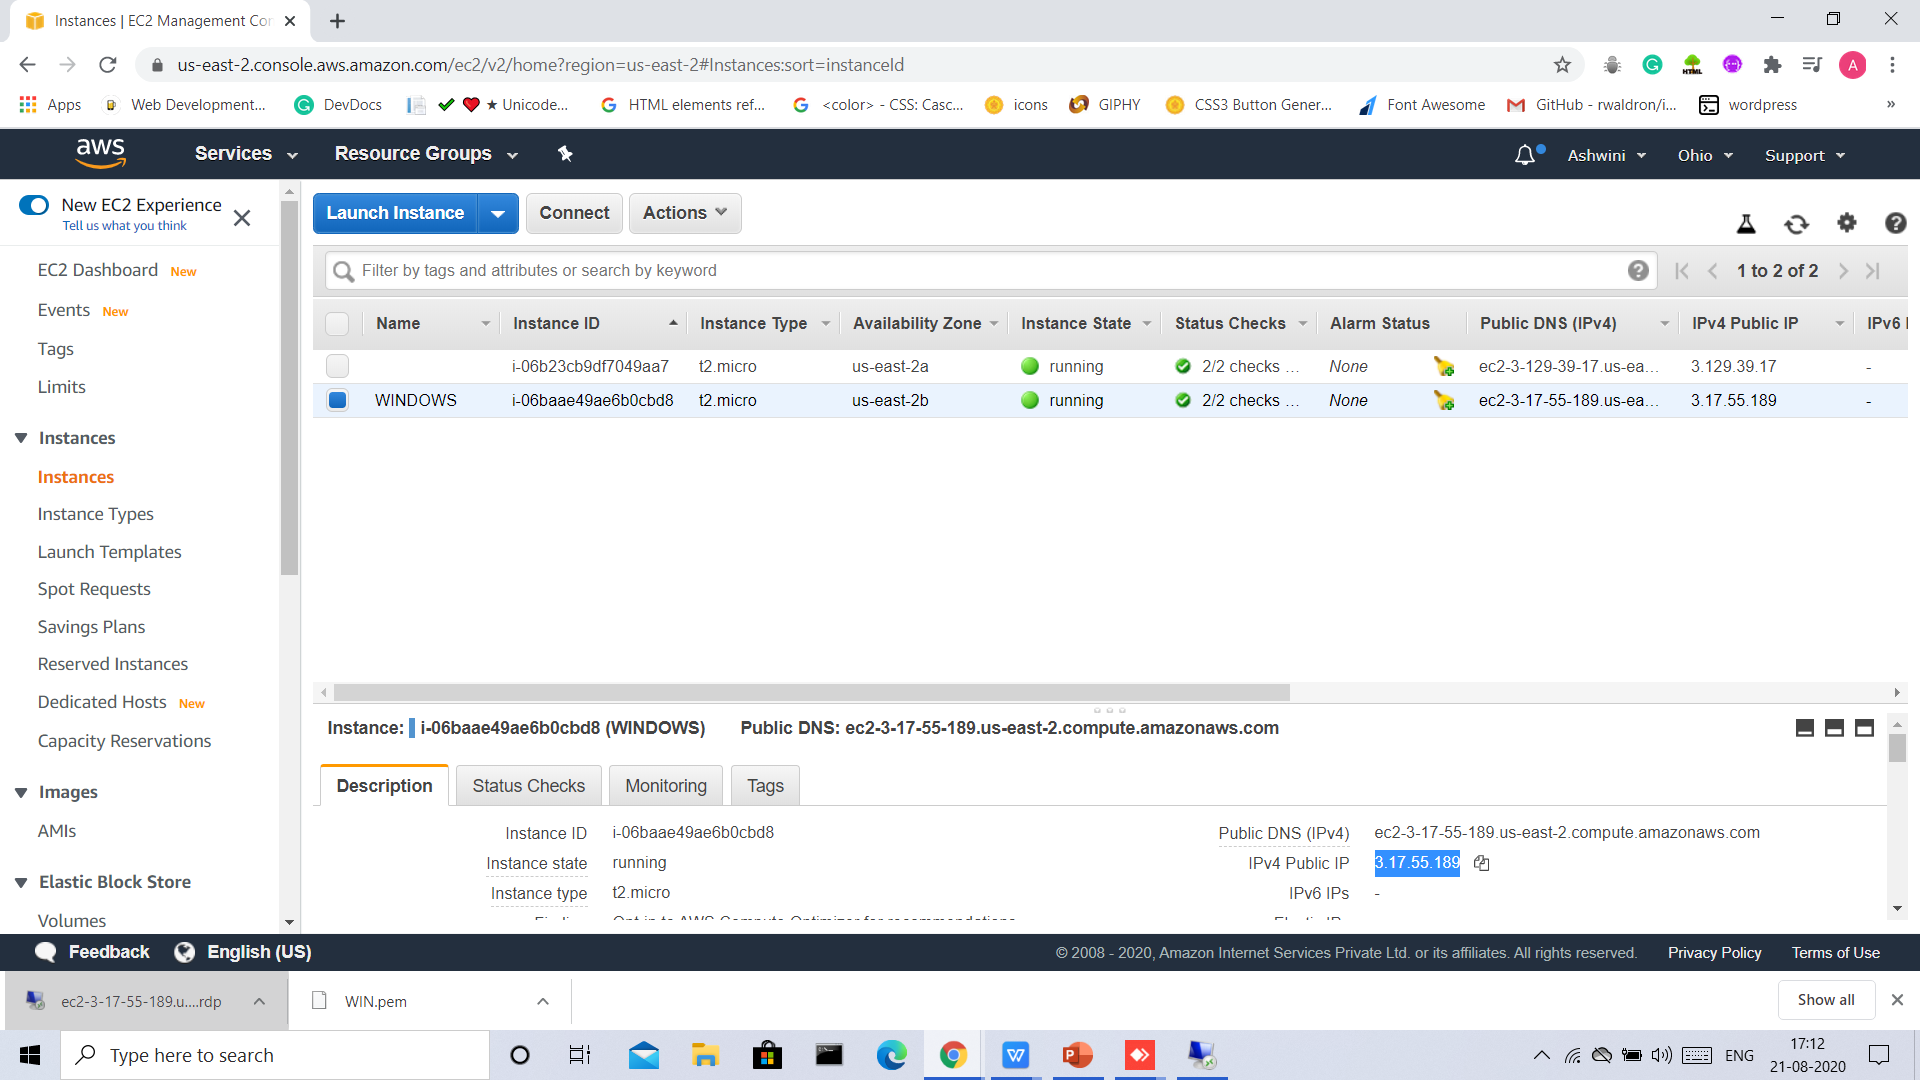 Instances | EC2 Management Con
us-east-2.console.aws.amazon.com/ec2/v2/home?region=us-east-2#Instances:sort=instanceId
A
Apps Web Development... DevDocs ★ Unicode... HTML elements ref... <color> - CSS: Casc... icons GIPHY CSS3 Button Gener... Font Awesome GitHub - rwaldron/i... wordpress »
aws Services Resource Groups Ashwini Ohio Support
New EC2 Experience
Tell us what you think
EC2 Dashboard New
Events New
Tags
Limits
Instances
Instances
Instance Types
Launch Templates
Spot Requests
Savings Plans
Reserved Instances
Dedicated Hosts New
Capacity Reservations
Images
AMIs
Elastic Block Store
Volumes
Launch Instance Connect Actions
Filter by tags and attributes or search by keyword
1 to 2 of 2
Name Instance ID Instance Type Availability Zone Instance State Status Checks Alarm Status Public DNS (IPv4) IPv4 Public IP IPv6
i-06b23cb9df7049aa7 t2.micro us-east-2a running 2/2 checks ... None ec2-3-129-39-17.us-ea... 3.129.39.17 -
WINDOWS i-06baae49ae6b0cbd8 t2.micro us-east-2b running 2/2 checks ... None ec2-3-17-55-189.us-ea... 3.17.55.189 -
Instance: i-06baae49ae6b0cbd8 (WINDOWS) Public DNS: ec2-3-17-55-189.us-east-2.compute.amazonaws.com
Description Status Checks Monitoring Tags
Instance ID i-06baae49ae6b0cbd8 Public DNS (IPv4) ec2-3-17-55-189.us-east-2.compute.amazonaws.com
Instance state running IPv4 Public IP 3.17.55.189
Instance type t2.micro IPv6 IPs -
Feedback English (US) © 2008 - 2020, Amazon Internet Services Private Ltd. or its affiliates. All rights reserved. Privacy Policy Terms of Use
ec2-3-17-55-189.u....rdp WIN.pem Show all
Type here to search ENG 17:12
21-08-2020